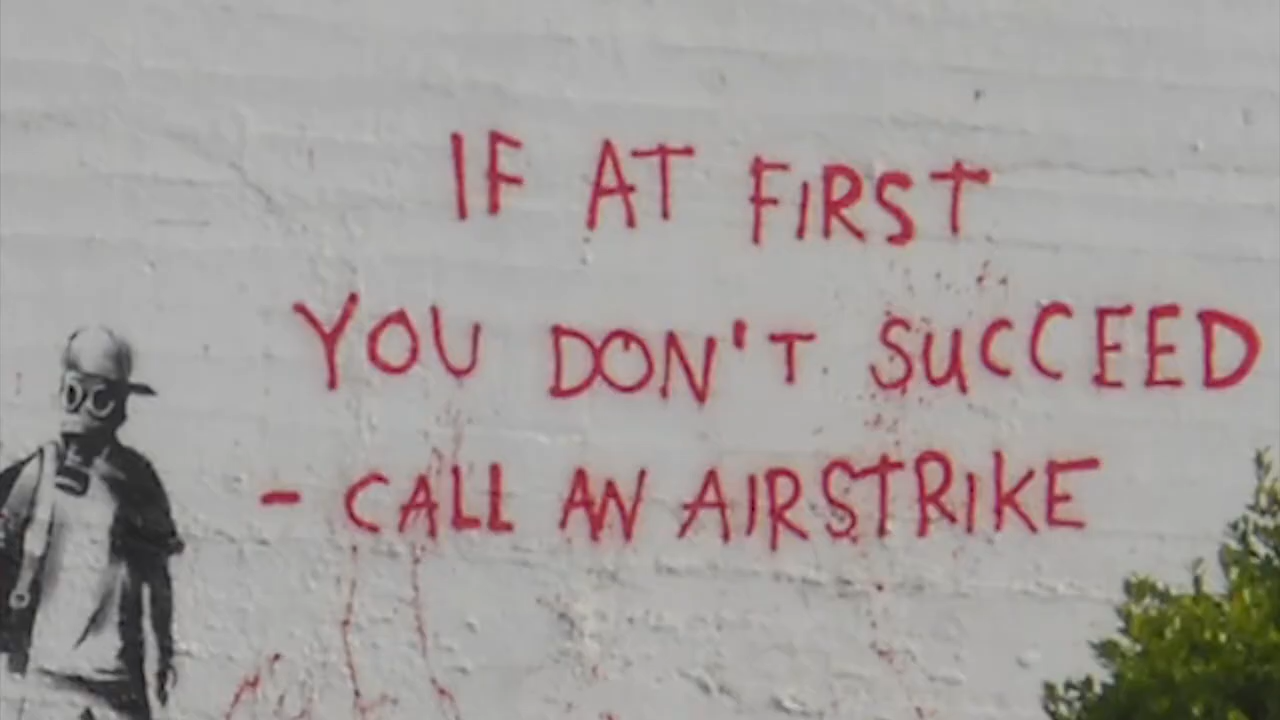 IF AT FIRST
YOU DON'T SUCCEED
- CALL AN AIRSTRIKE